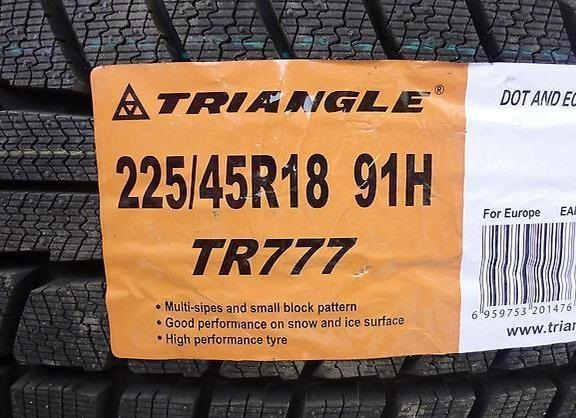 TRIANGLE®
225/45R18 91H
TR777
• Multi-sipes and small block pattern
• Good performance on snow and ice surface
• High performance tyre
DOT AND
For Europe
6 959753 201476